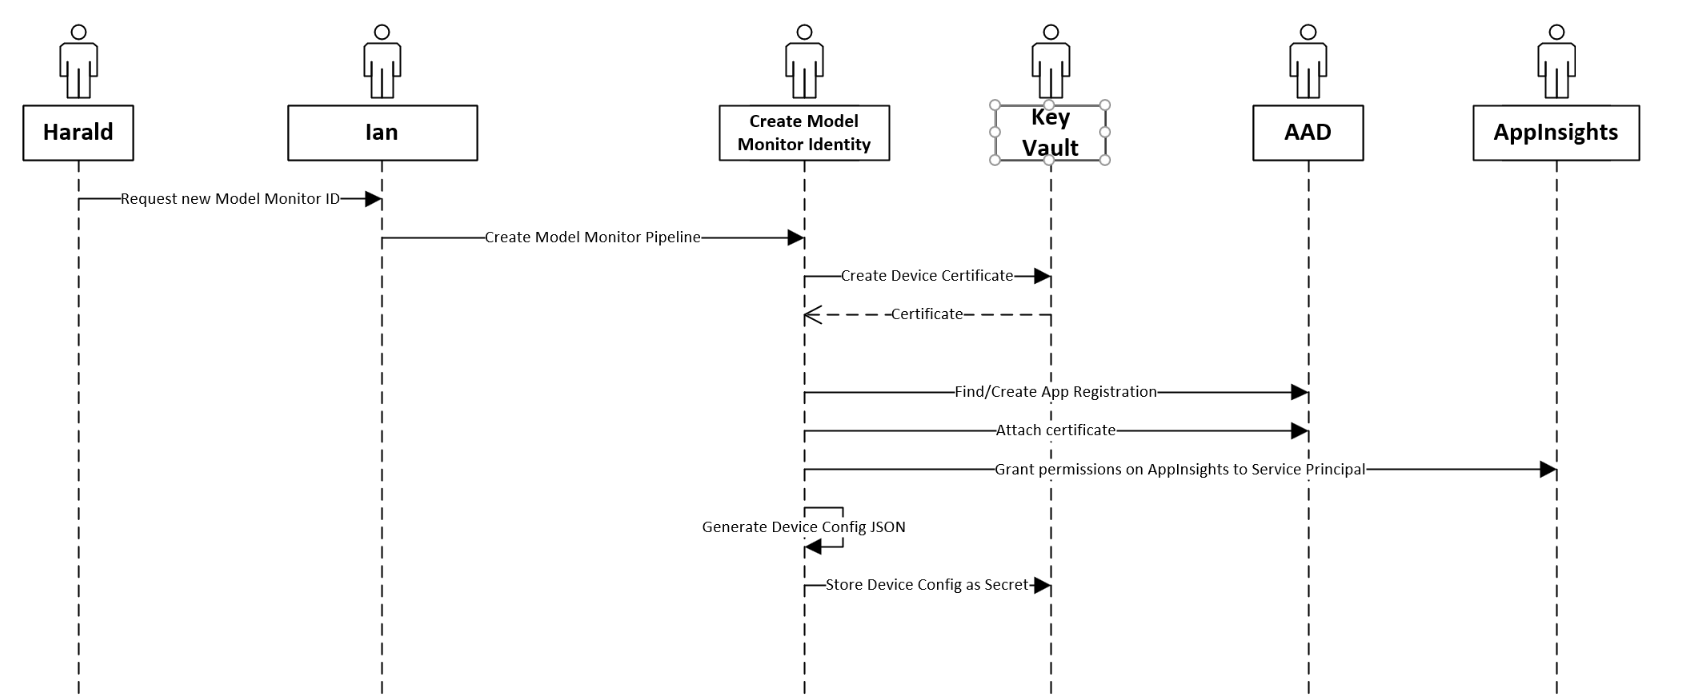 Harald
Ian
Create Model
Monitor Identity
Key
Vault
AAD
AppInsights
Request new Model Monitor ID
Create Model Monitor Pipeline
Create Device Certificate
Certificate
Find/Create App Registration
Attach certificate
Grant permissions on AppInsights to Service Principal
Generate Device Config JSON
Store Device Config as Secret